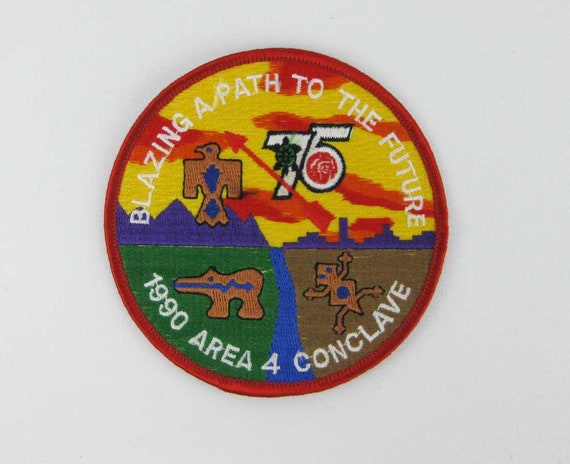 BLAZING A PATH TO THE FUTURE
75
1990 AREA 4 CONCLAVE